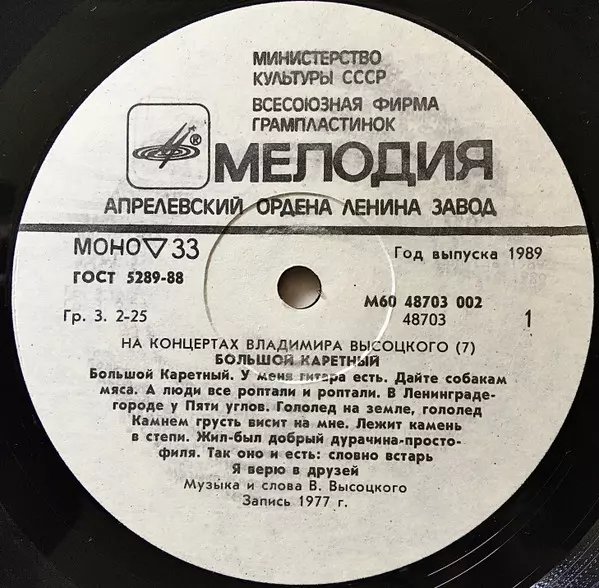 МИНИСТЕРСТВО
КУЛЬТУРЫ СССР
ВСЕСОЮЗНАЯ ФИРМА
ГРАМПЛАСТИНОК
®
МЕЛОДИЯ
АПРЕЛЕВСКИЙ ОРДЕНА ЛЕНИНА ЗАВОД
МОНО ▽ 33
Год выпуска 1989
ГОСТ 5289-88
М60 48703 002
Гр. 3. 2-25
48703
1
НА КОНЦЕРТАХ ВЛАДИМИРА ВЫСОЦКОГО (7)
БОЛЬШОЙ КАРЕТНЫЙ
Большой Каретный. У меня гитара есть. Дайте собакам
мяса. А люди все роптали и роптали. В Ленинграде-
городе у Пяти углов. Гололед на земле, гололед
Камнем грусть висит на мне. Лежит камень
в степи. Жил-был добрый дурачина-просто-
филя. Так оно и есть: словно встарь
Я верю в друзей
Музыка и слова В. Высоцкого
Запись 1977 г.